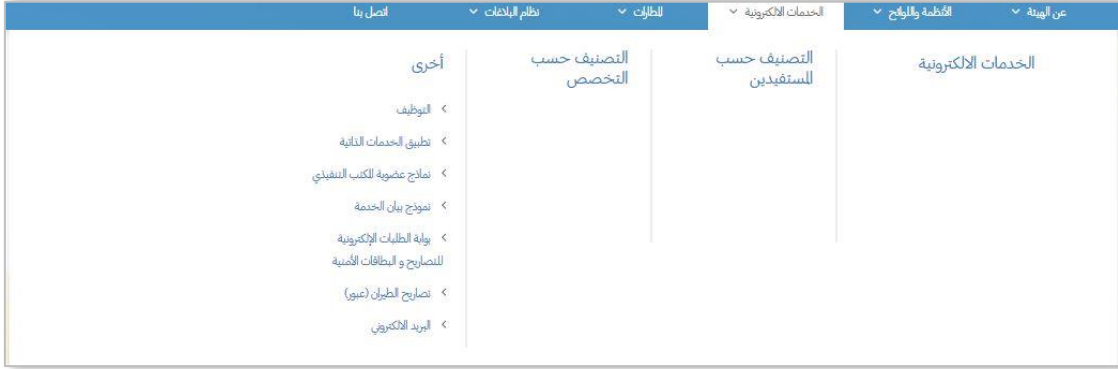 عن الهيئة
الأنظمة واللوائح
الخدمات الالكترونية
المطارات
نظام البلاغات
اتصل بنا
الخدمات الالكترونية
التصنيف حسب
المستفيدين
التصنيف حسب
التخصص
أخرى
التوظيف
تطبيق الخدمات الذاتية
نماذج عضوية المكتب التنفيذي
نموذج بيان الخدمة
بوابة الطلبات الإلكترونية
للتصاريح و البطاقات الأمنية
تصاريح الطيران (عبور)
البريد الالكتروني